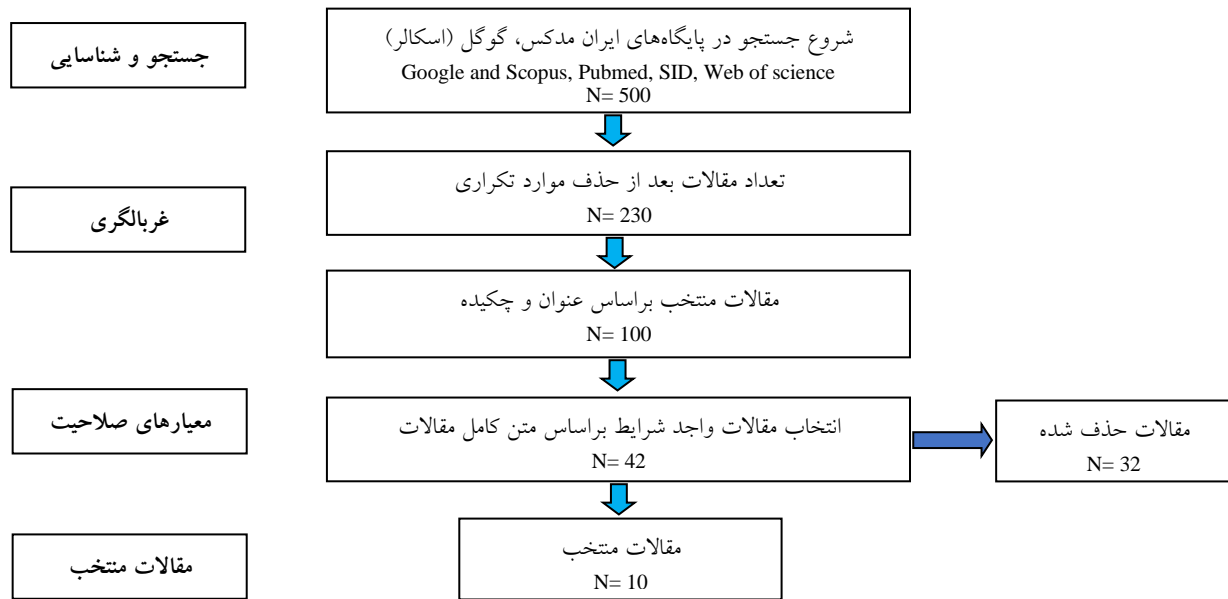 جستجو و شناسایی
شروع جستجو در پایگاه‌های ایران مدکس، گوگل (اسکالر)
Google and Scopus, Pubmed, SID, Web of science
N= 500
غربالگری
تعداد مقالات بعد از حذف موارد تکراری
N= 230
مقالات منتخب براساس عنوان و چکیده
N= 100
معیارهای صلاحیت
انتخاب مقالات واجد شرایط براساس متن کامل مقالات
N= 42
مقالات حذف شده
N= 32
مقالات منتخب
مقالات منتخب
N= 10